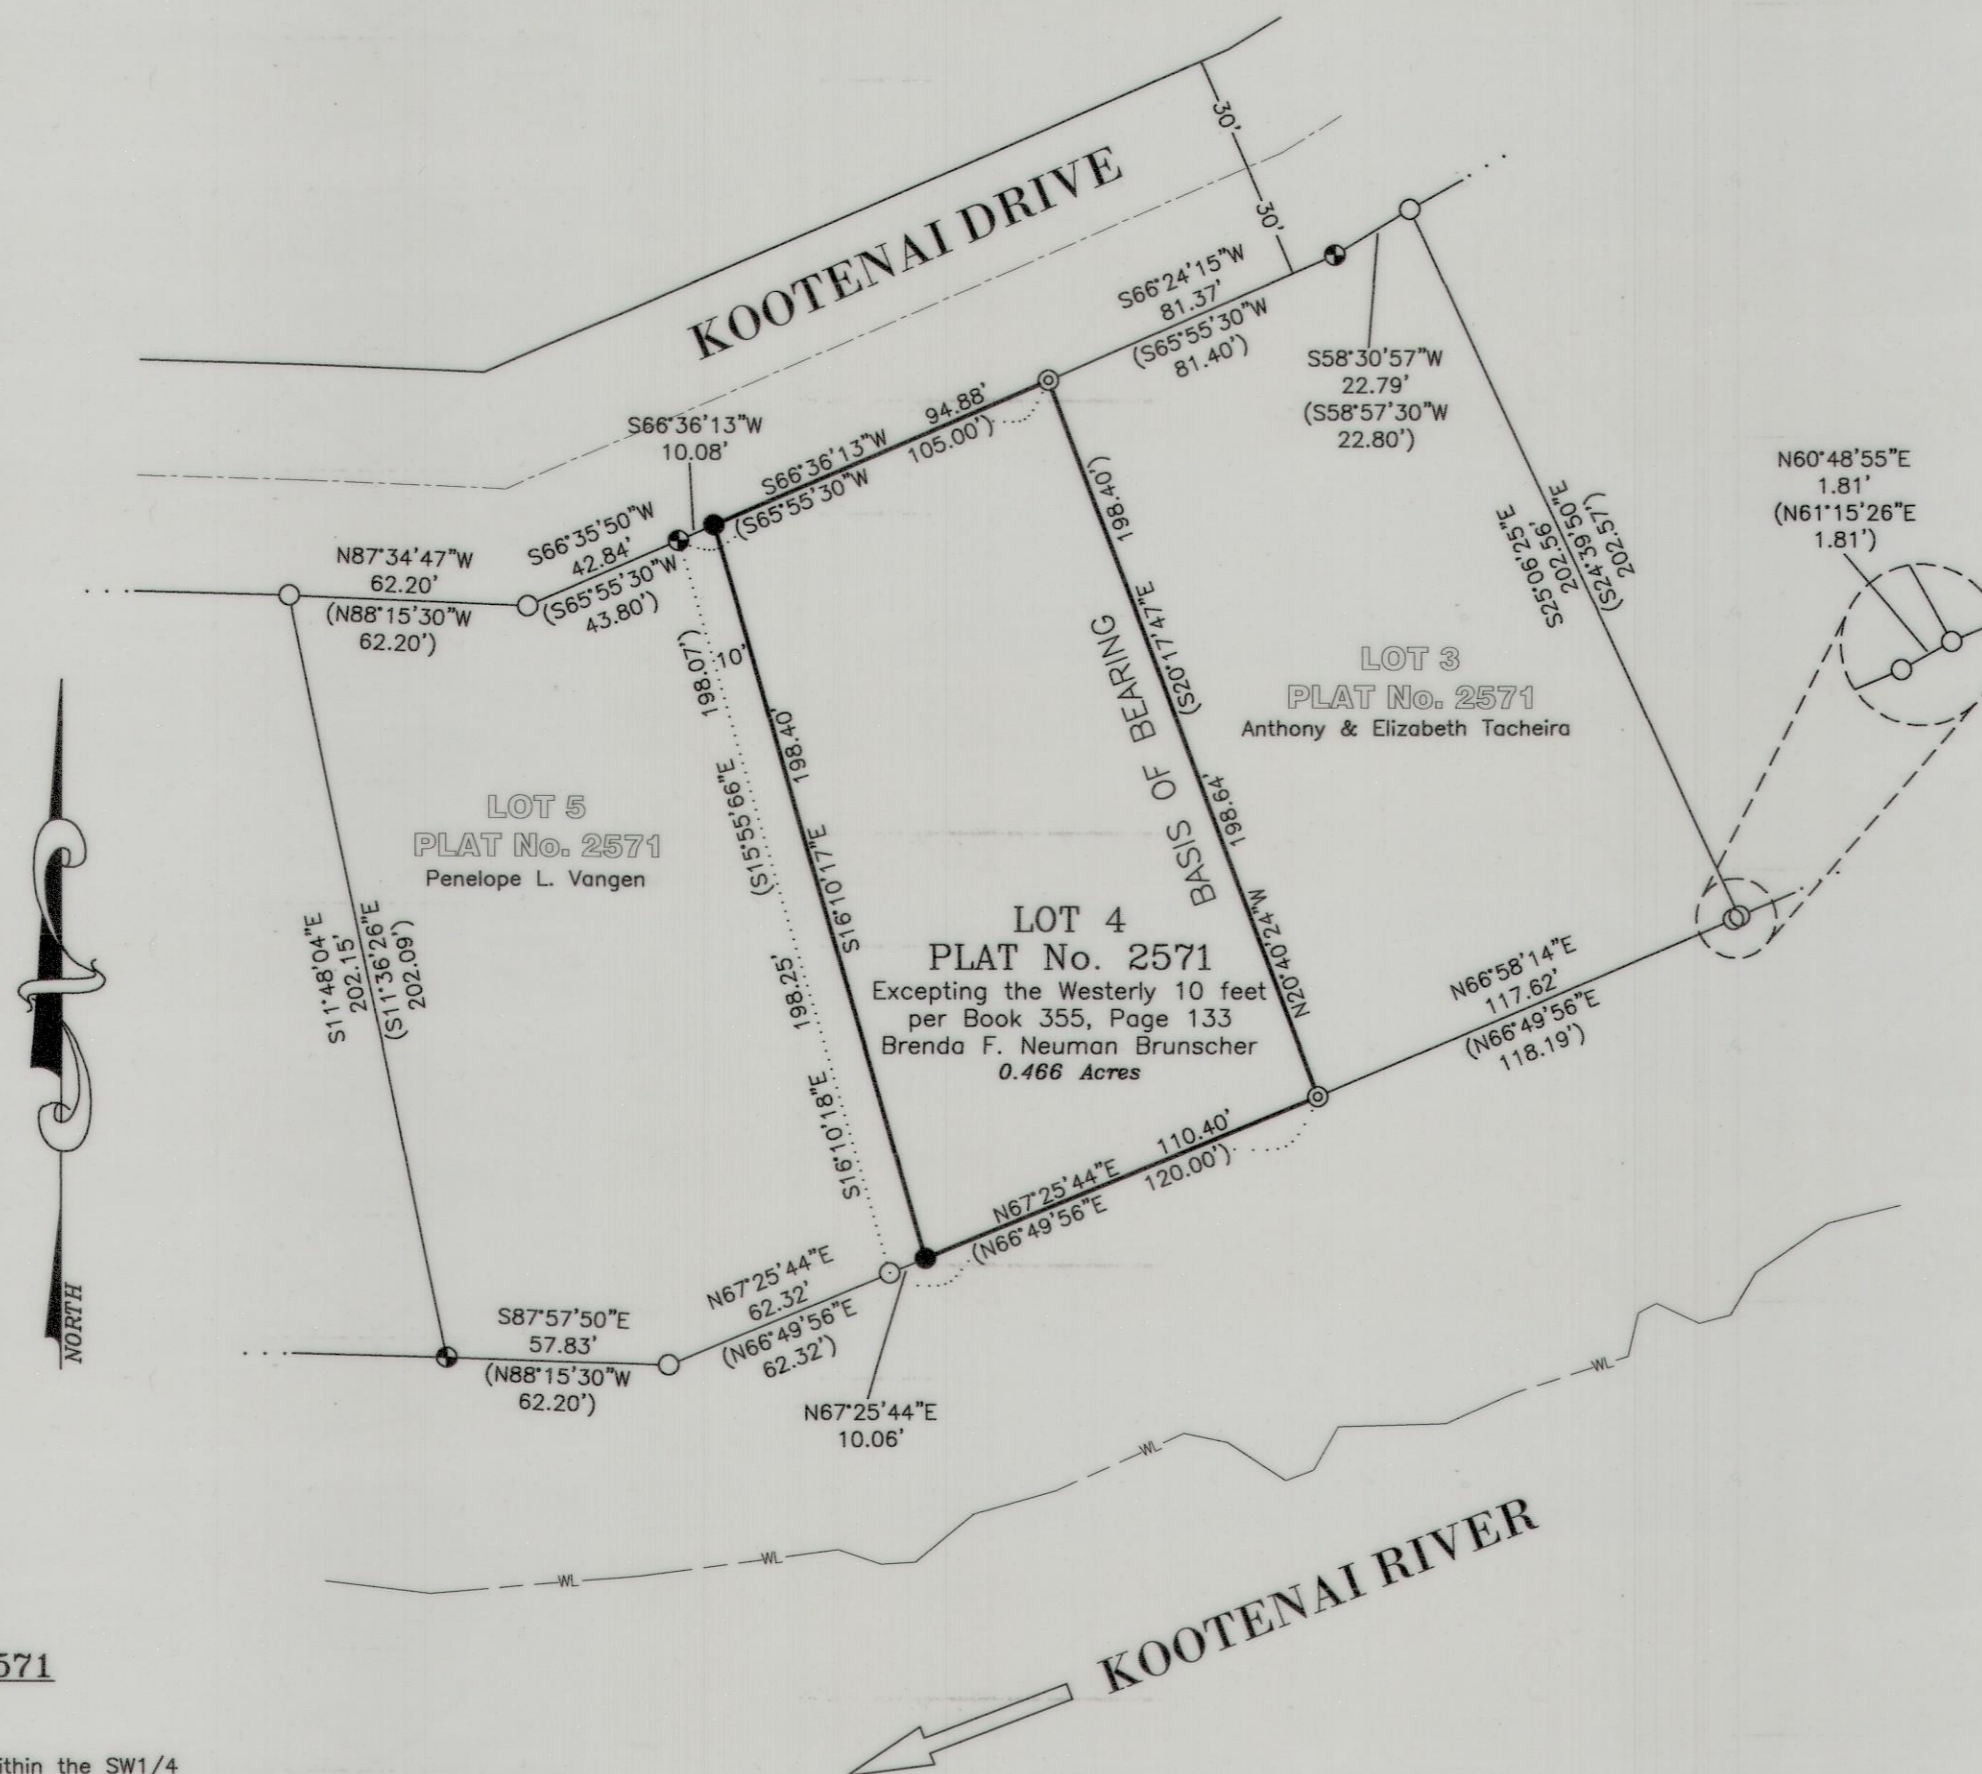 30'
30'
KOOTENAI DRIVE
S66°24'15"W
81.37'
(S65°55'30"W
81.40')
S58°30'57"W
22.79'
(S58°57'30"W
22.80')
S66°36'13"W
10.08'
S66°36'13"W 94.88'
(S65°55'30"W 105.00')
N60°48'55"E
1.81'
(N61°15'26"E
1.81')
N87°34'47"W
62.20'
(N88°15'30"W
62.20')
S66°35'50"W
42.84'
(S65°55'30"W
43.80')
198.07')
(S15°55'66"E
10'
198.40'
S16°10'17"E
198.25'
S16°10'18"E
198.40')
(S20°17'47"E
BASIS OF BEARING
198.64'
N20°40'24"W
S25°06'25"E
202.56'
(S24°39'50"E
202.57')
LOT 3
PLAT No. 2571
Anthony & Elizabeth Tacheira
LOT 5
PLAT No. 2571
Penelope L. Vangen
S11°48'04"E
202.15'
(S11°36'26"E
202.09')
LOT 4
PLAT No. 2571
Excepting the Westerly 10 feet
per Book 355, Page 133
Brenda F. Neuman Brunscher
0.466 Acres
N66°58'14"E
117.62'
(N66°49'56"E
118.19')
N67°25'44"E 110.40'
(N66°49'56"E 120.00')
N67°25'44"E
62.32'
(N66°49'56"E
62.32')
S87°57'50"E
57.83'
(N88°15'30"W
62.20')
N67°25'44"E
10.06'
NORTH
WL
WL
WL
WL
KOOTENAI RIVER
571
ithin the SW1/4